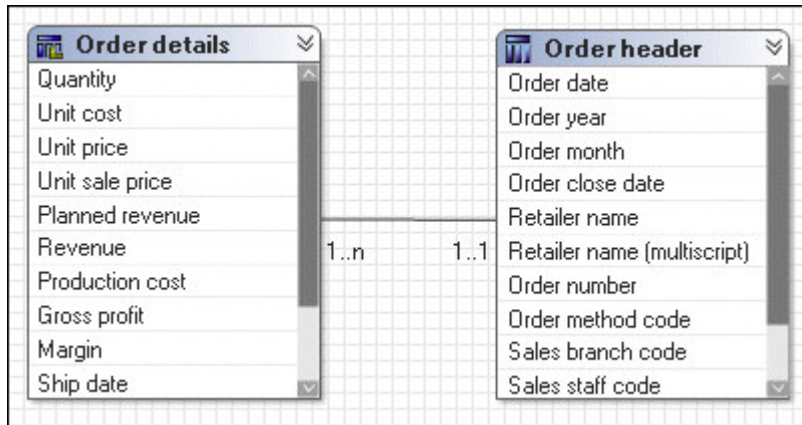 Order details
Quantity
Unit cost
Unit price
Unit sale price
Planned revenue
Revenue
Production cost
Gross profit
Margin
Ship date
1..n
1..1
Order header
Order date
Order year
Order month
Order close date
Retailer name
Retailer name (multiscript)
Order number
Order method code
Sales branch code
Sales staff code